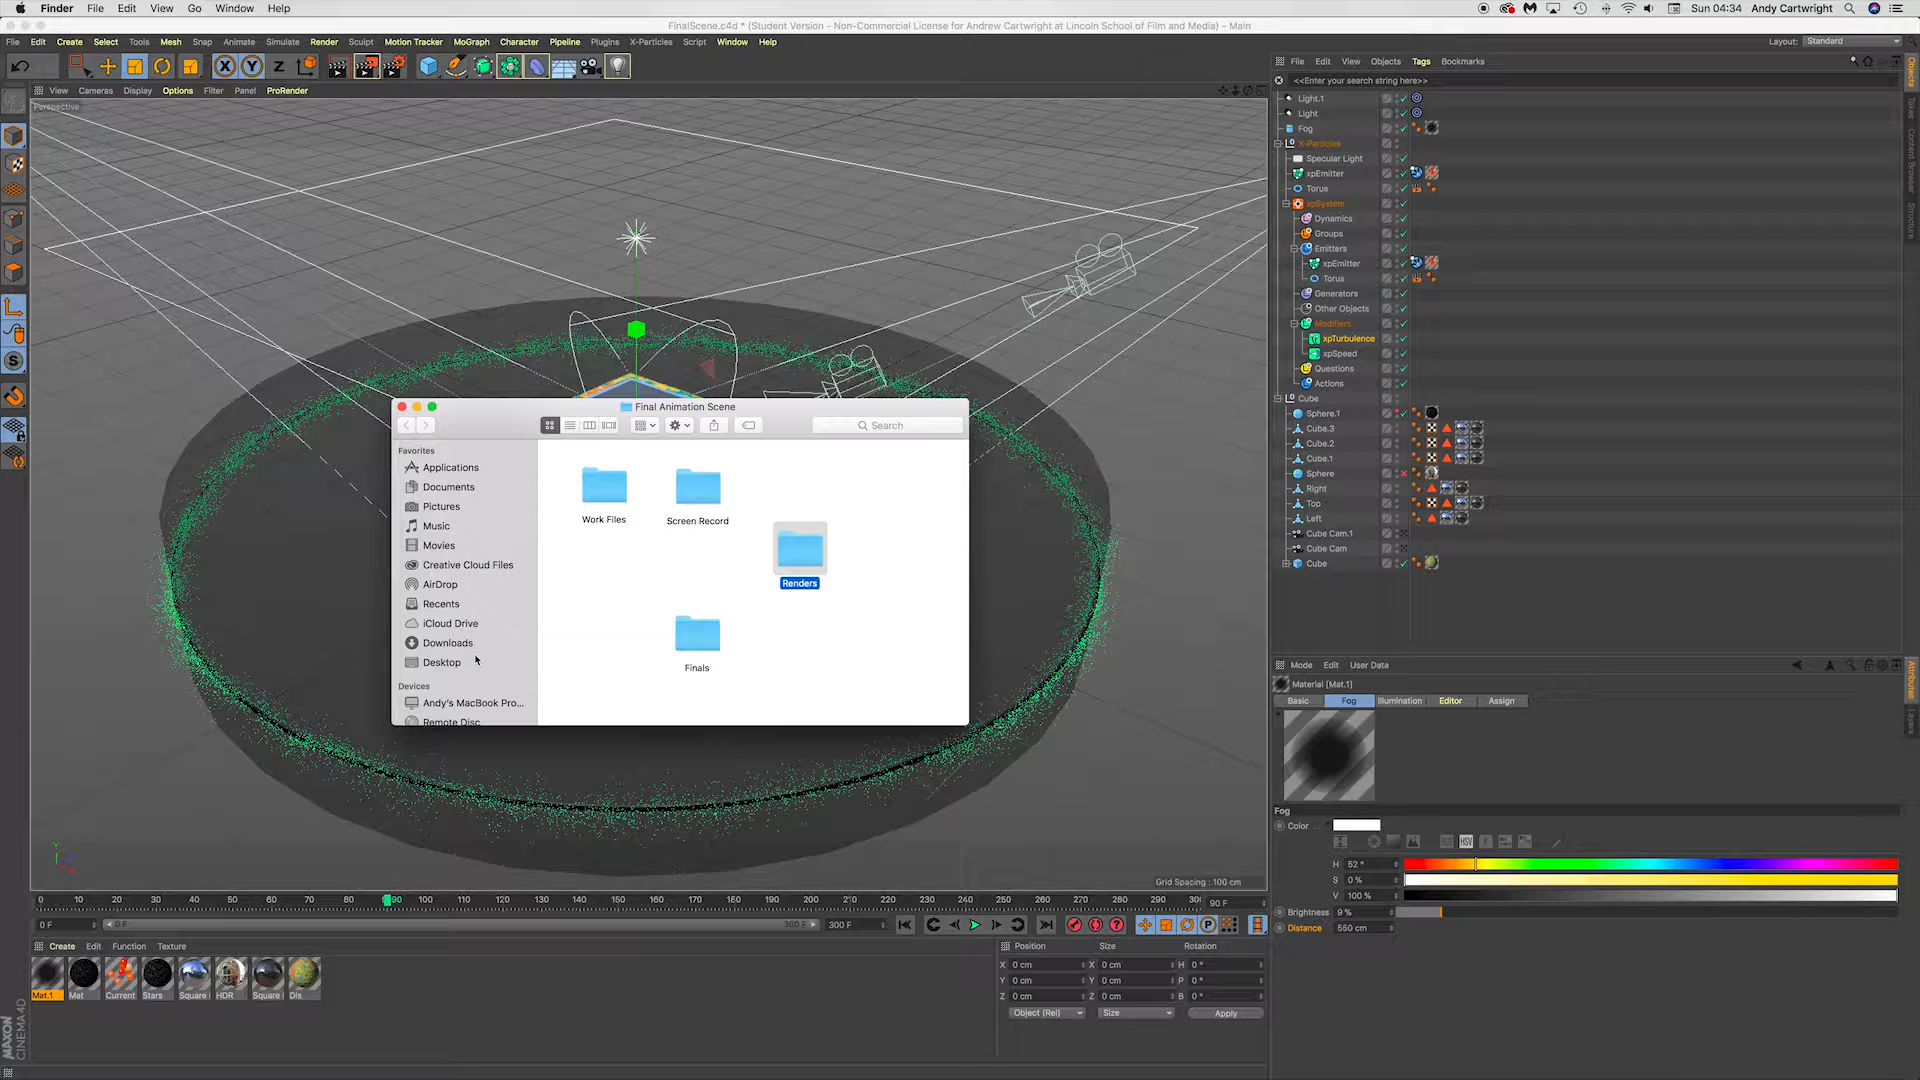 Finder File Edit View Go Window Help Sun 04:34 Andy Cartwright
FinalScene.c4d * (Student Version - Non-Commercial License for Andrew Cartwright at Lincoln School of Film and Media) - Main
File Edit Create Select Tools Mesh Snap Animate Simulate Render Sculpt Motion Tracker MoGraph Character Pipeline Plugins X-Particles Script Window Help Layout: Standard
X Y Z
View Cameras Display Options Filter Panel ProRender
Perspective
File Edit View Objects Tags Bookmarks
<<Enter your search string here>>
Light.1
Light
Fog
X-Particles
Specular Light
xpEmitter
Torus
xpSystem
Dynamics
Groups
Emitters
xpEmitter
Torus
Generators
Other Objects
Modifiers
xpTurbulence
xpSpeed
Questions
Actions
Cube
Sphere.1
Cube.3
Cube.2
Cube.1
Sphere
Right
Top
Left
Cube Cam.1
Cube Cam
Cube
Objects
Takes
Content Browser
Structure
Final Animation Scene
Search
Favorites
Applications
Documents
Pictures
Music
Movies
Creative Cloud Files
AirDrop
Recents
iCloud Drive
Downloads
Desktop
Devices
Andy's MacBook Pro...
Remote Disc
Work Files
Screen Record
Renders
Finals
Grid Spacing : 100 cm
0 10 20 30 40 50 60 70 80 90 100 110 120 130 140 150 160 170 180 190 200 210 220 230 240 250 260 270 280 290 300 90 F
0 F 0 F 300 F 300 F
Create Edit Function Texture
Mat.1 Mat Current Stars Square HDR Square Dis
Position Size Rotation
X 0 cm X 0 cm H 0 °
Y 0 cm Y 0 cm P 0 °
Z 0 cm Z 0 cm B 0 °
Object (Rel) Size Apply
MAXON
CINEMA 4D
Mode Edit User Data
Material [Mat.1]
Basic Fog Illumination Editor Assign
Fog
Color
HSV
H 52 °
S 0 %
V 100 %
Brightness 9 %
Distance 550 cm
Attributes
Layers